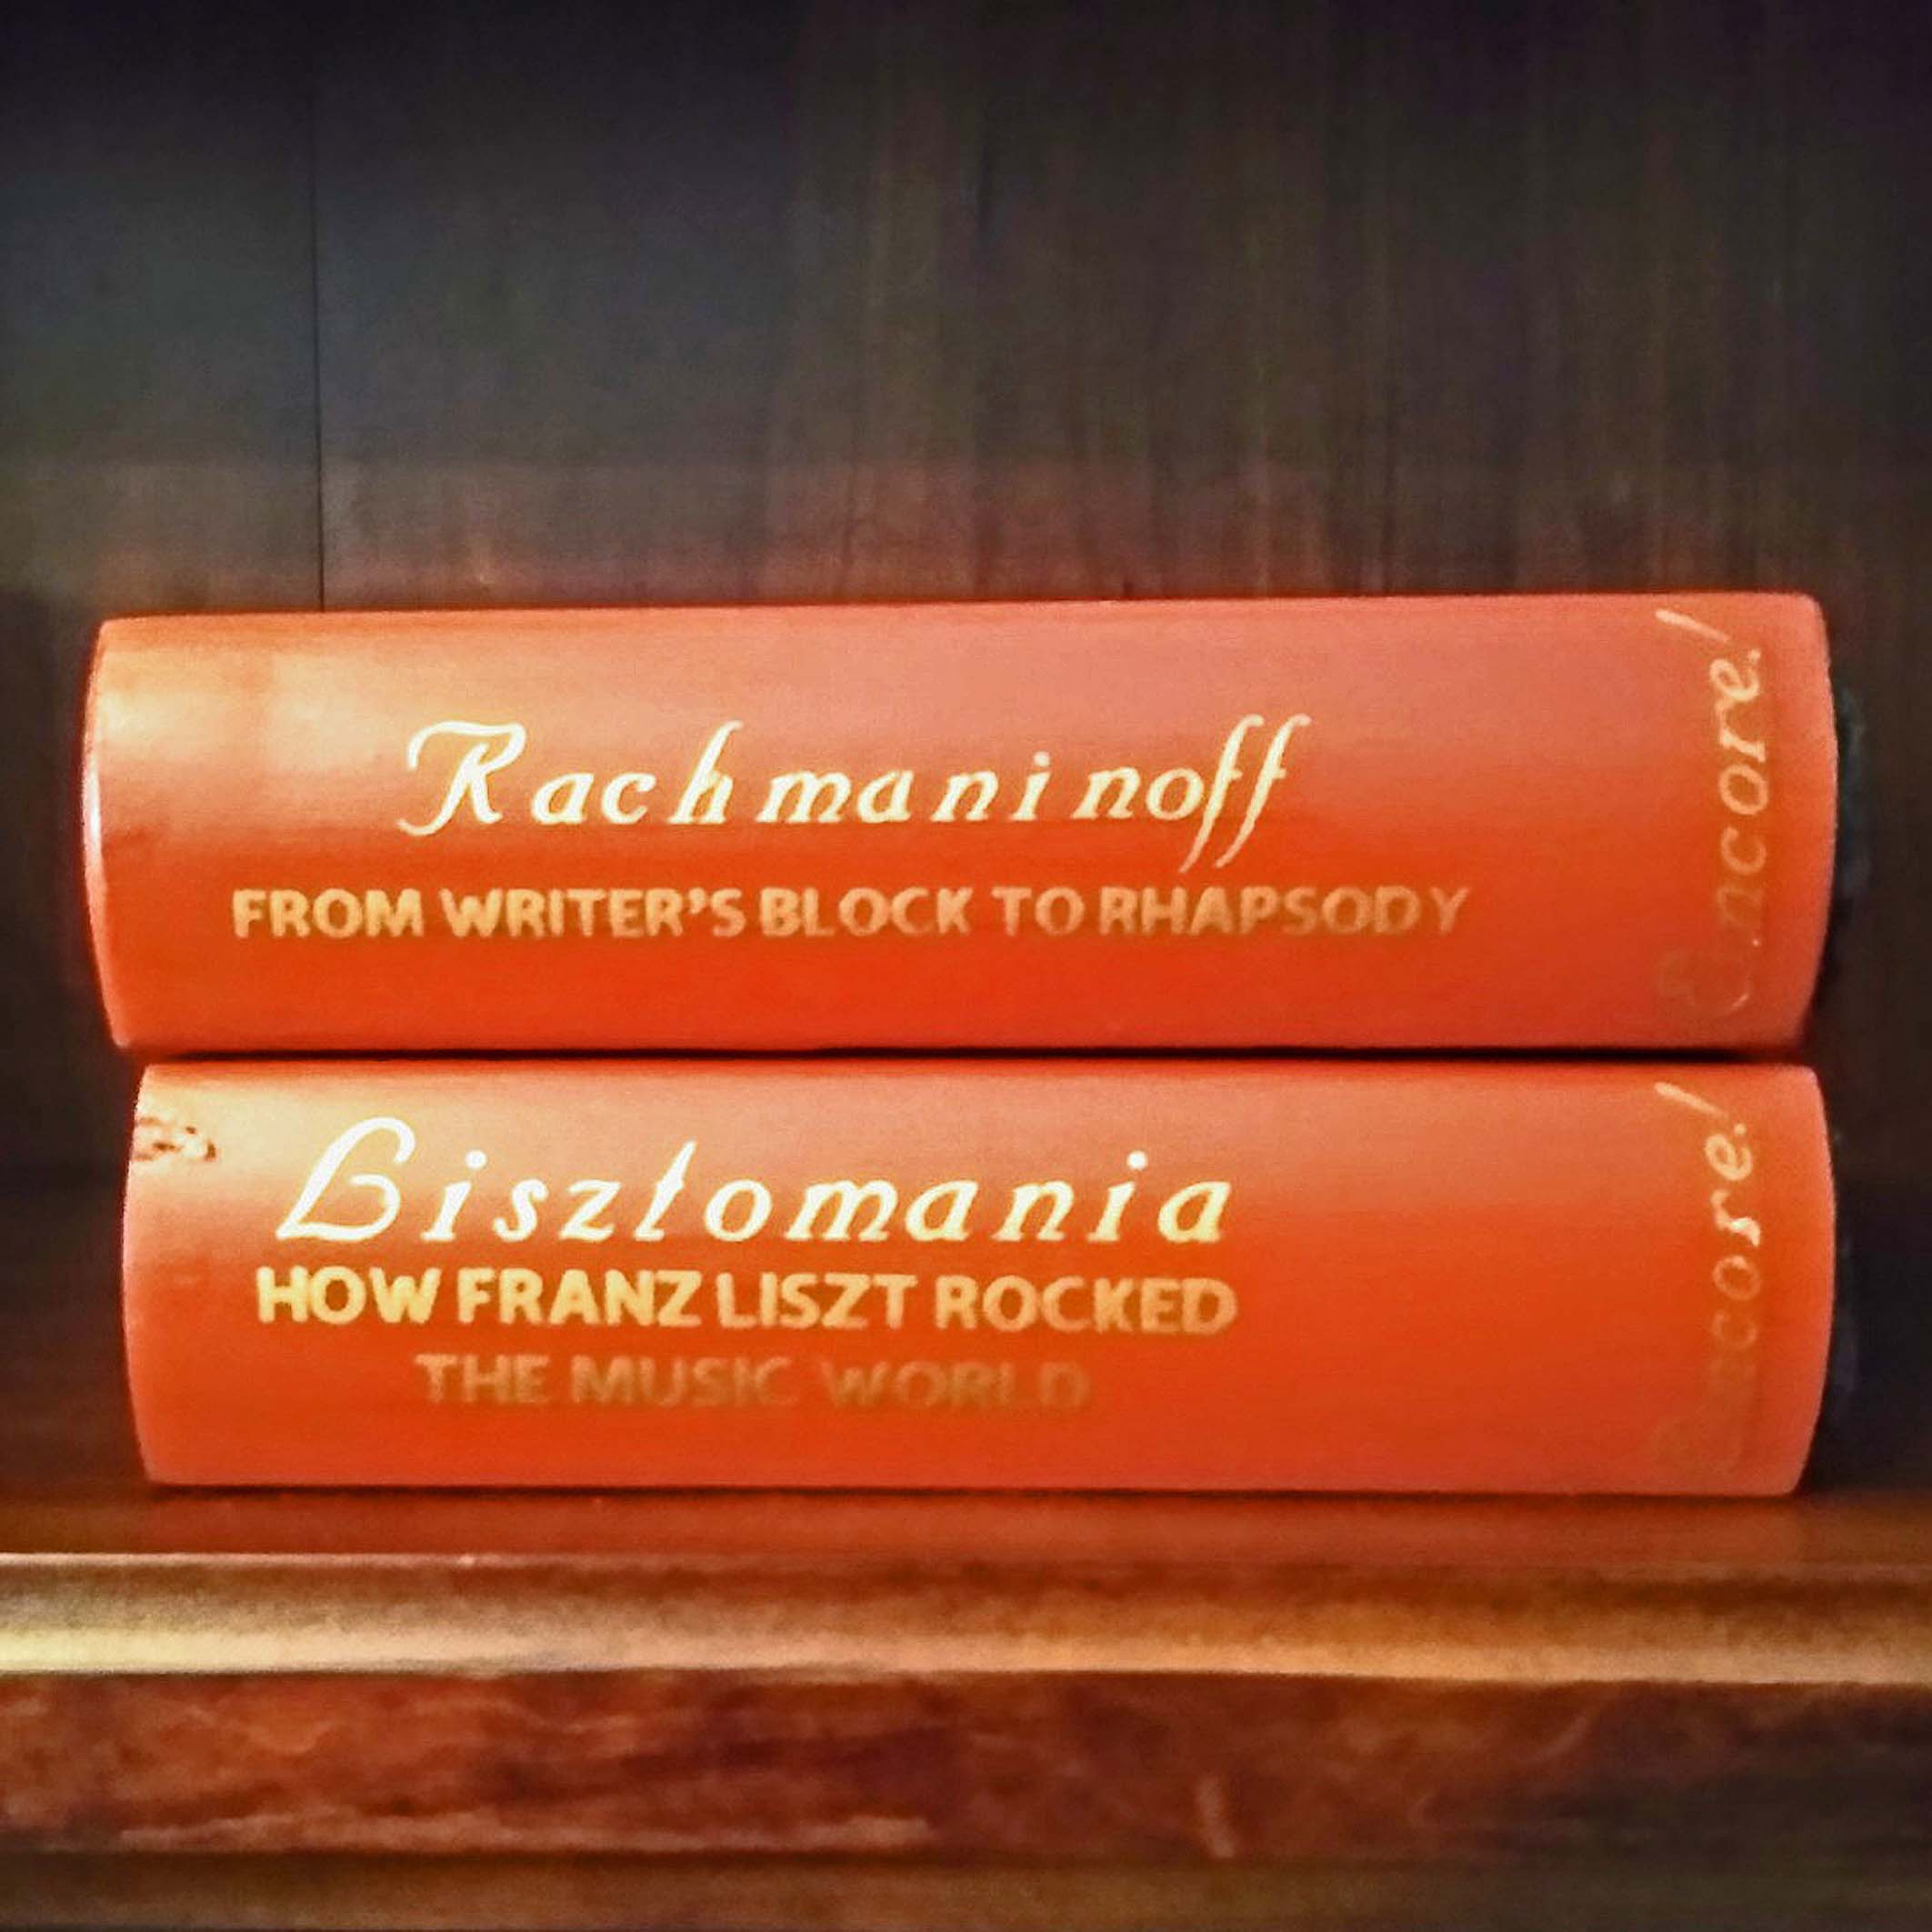 Rachmaninoff
FROM WRITER'S BLOCK TO RHAPSODY
Encore!
Lisztomania
HOW FRANZ LISZT ROCKED
THE MUSIC WORLD
Encore!